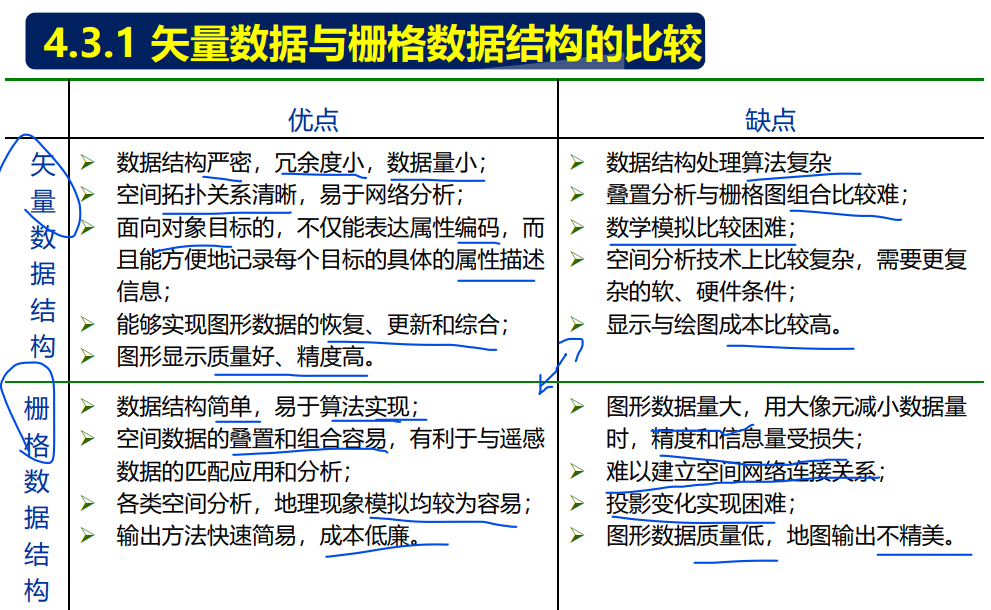 4.3.1 矢量数据与栅格数据结构的比较
优点
缺点
矢量数据结构
数据结构严密，冗余度小，数据量小；
空间拓扑关系清晰，易于网络分析；
面向对象目标的，不仅能表达属性编码，而
且能方便地记录每个目标的具体的属性描述
信息；
能够实现图形数据的恢复、更新和综合；
图形显示质量好、精度高。
数据结构处理算法复杂
叠置分析与栅格图组合比较难；
数学模拟比较困难；
空间分析技术上比较复杂，需要更复
杂的软、硬件条件；
显示与绘图成本比较高。
栅格数据结构
数据结构简单，易于算法实现；
空间数据的叠置和组合容易，有利于与遥感
数据的匹配应用和分析；
各类空间分析，地理现象模拟均较为容易；
输出方法快速简易，成本低廉。
图形数据量大，用大像元减小数据量
时，精度和信息量受损失；
难以建立空间网络连接关系；
投影变化实现困难；
图形数据质量低，地图输出不精美。